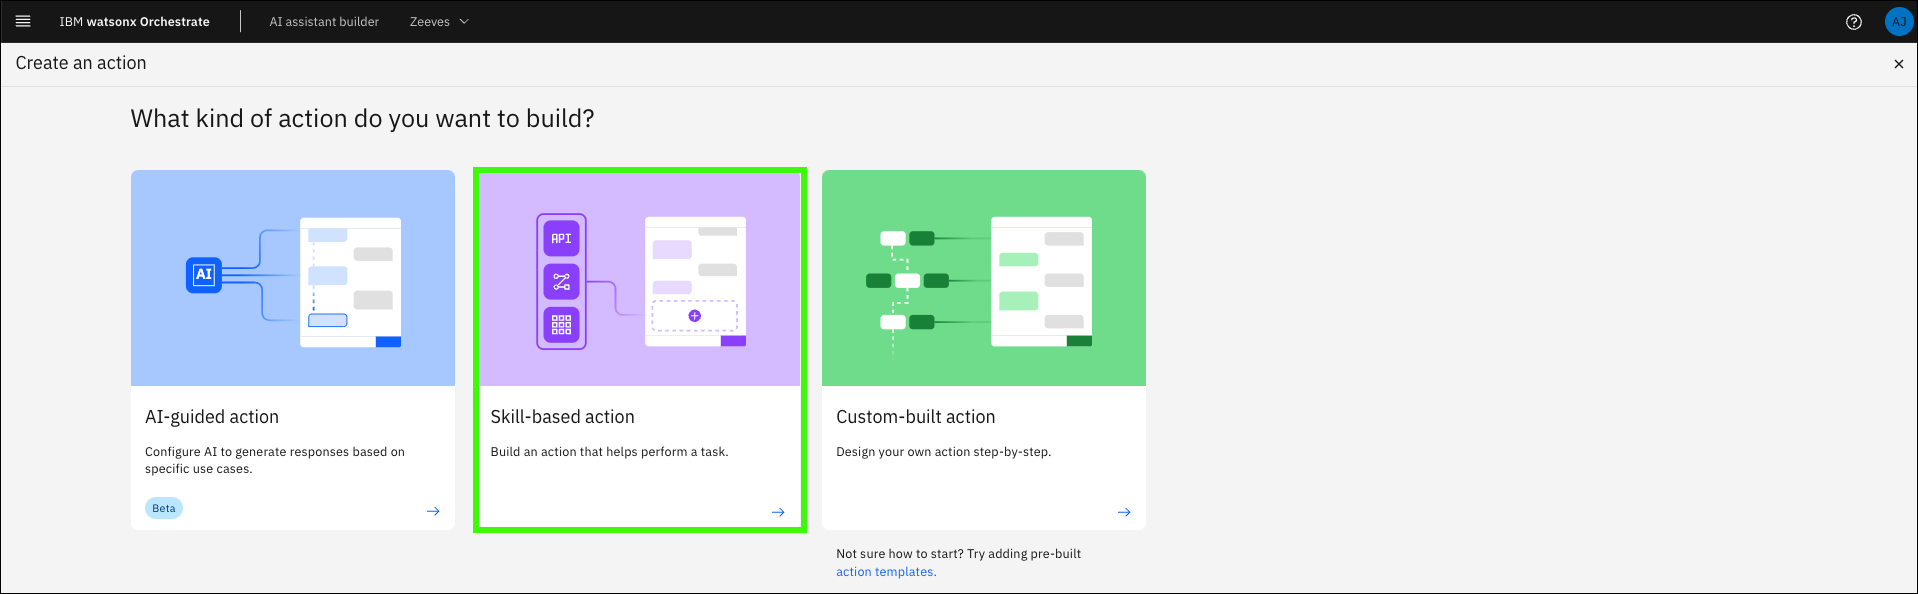 IBM watsonx Orchestrate
AI assistant builder
Zeeves
AJ
Create an action
What kind of action do you want to build?
AI
API
AI-guided action
Configure AI to generate responses based on
specific use cases.
Beta
Skill-based action
Build an action that helps perform a task.
Custom-built action
Design your own action step-by-step.
Not sure how to start? Try adding pre-built
action templates.